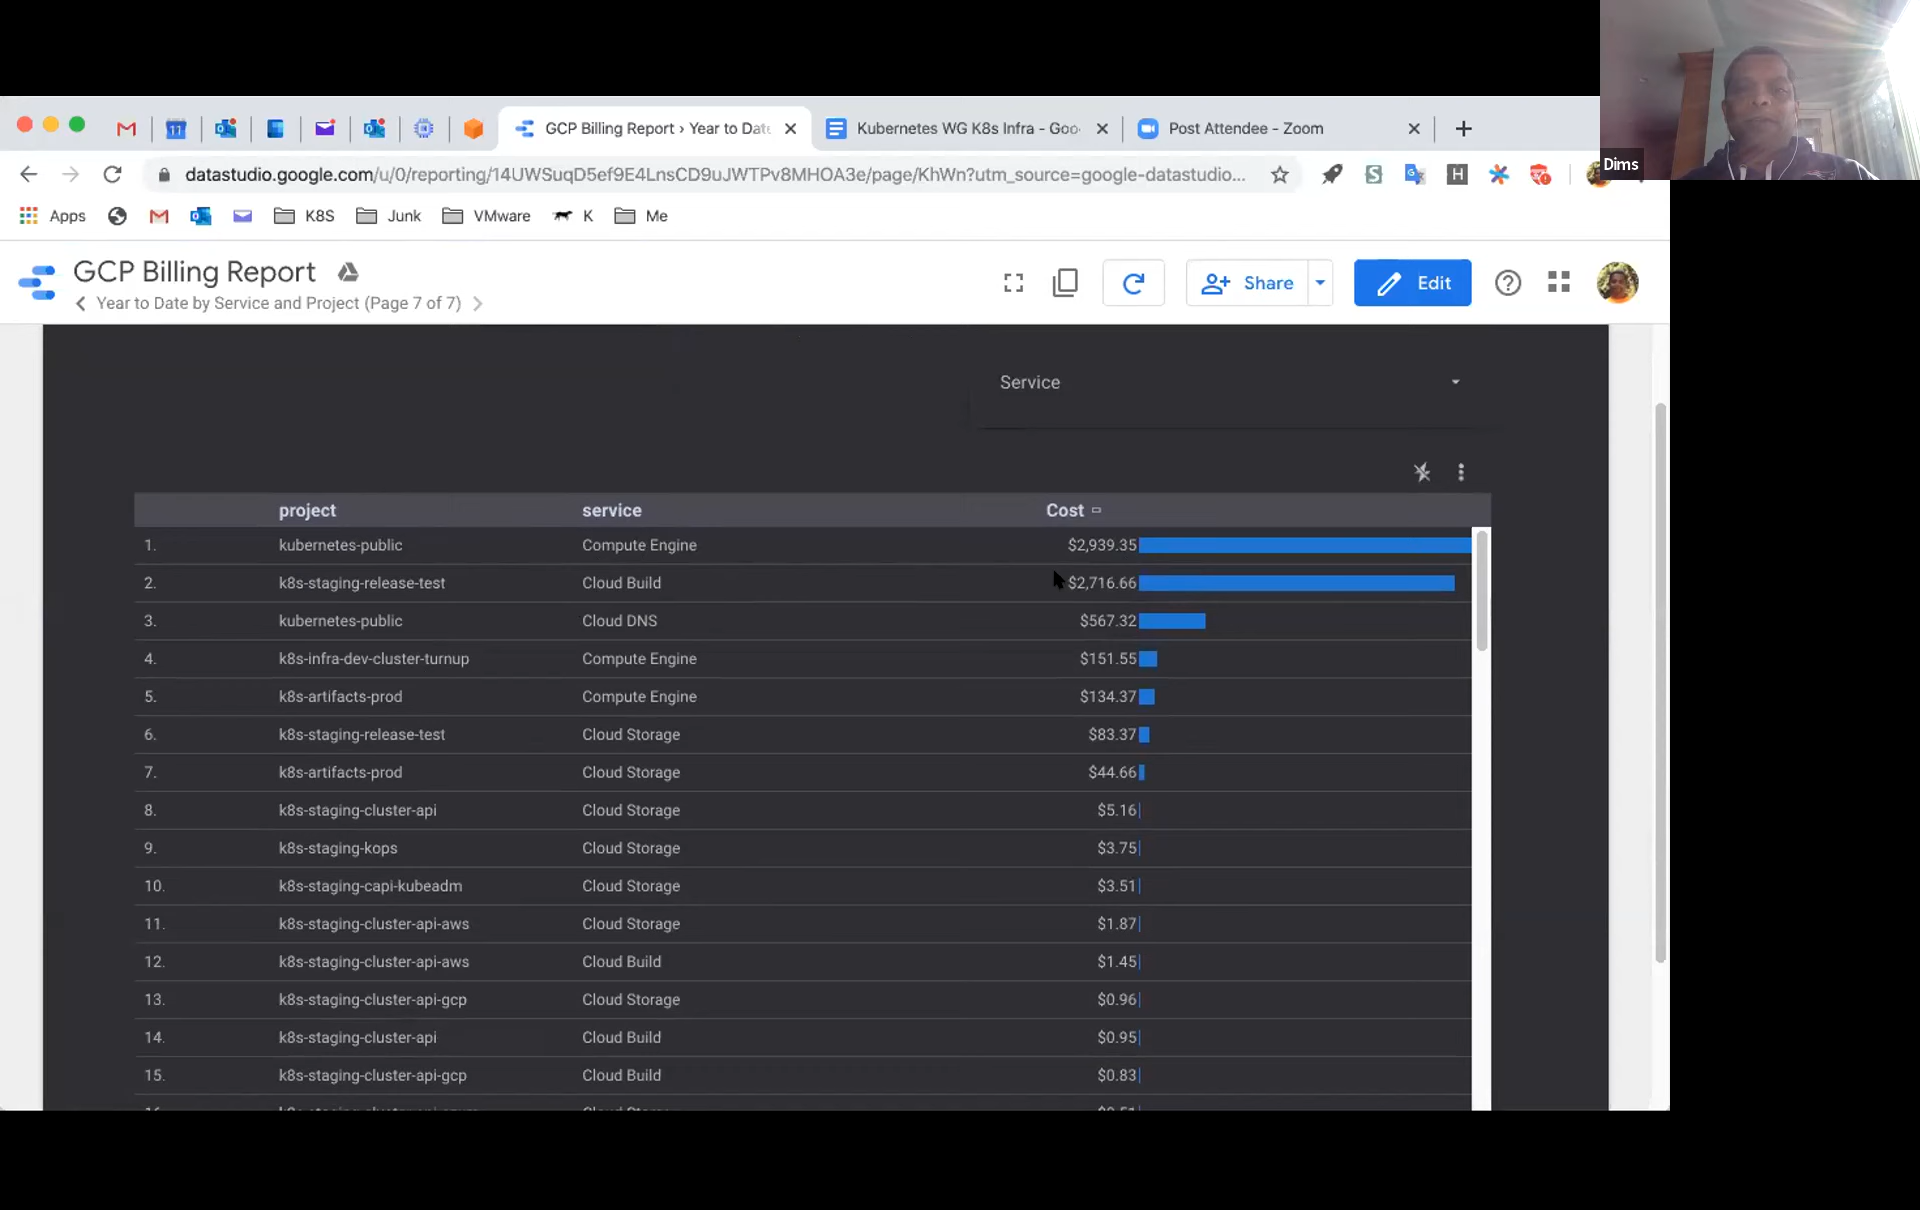 11
GCP Billing Report › Year to Date
Kubernetes WG K8s Infra - Goo
Post Attendee - Zoom
Dims
datastudio.google.com/u/0/reporting/14UWSuqD5ef9E4LnsCD9uJWTPv8MHOA3e/page/KhWn?utm_source=google-datastudio...
Apps
K8S
Junk
VMware
K
Me
GCP Billing Report
Year to Date by Service and Project (Page 7 of 7)
Share
Edit
Service
project service Cost
1. kubernetes-public Compute Engine $2,939.35
2. k8s-staging-release-test Cloud Build $2,716.66
3. kubernetes-public Cloud DNS $567.32
4. k8s-infra-dev-cluster-turnup Compute Engine $151.55
5. k8s-artifacts-prod Compute Engine $134.37
6. k8s-staging-release-test Cloud Storage $83.37
7. k8s-artifacts-prod Cloud Storage $44.66
8. k8s-staging-cluster-api Cloud Storage $5.16
9. k8s-staging-kops Cloud Storage $3.75
10. k8s-staging-capi-kubeadm Cloud Storage $3.51
11. k8s-staging-cluster-api-aws Cloud Storage $1.87
12. k8s-staging-cluster-api-aws Cloud Build $1.45
13. k8s-staging-cluster-api-gcp Cloud Storage $0.96
14. k8s-staging-cluster-api Cloud Build $0.95
15. k8s-staging-cluster-api-gcp Cloud Build $0.83